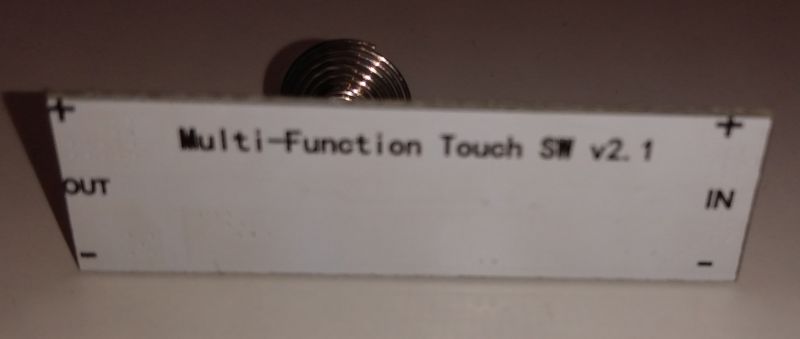 + +
Multi-Function Touch SW v2.1
OUT IN
- -